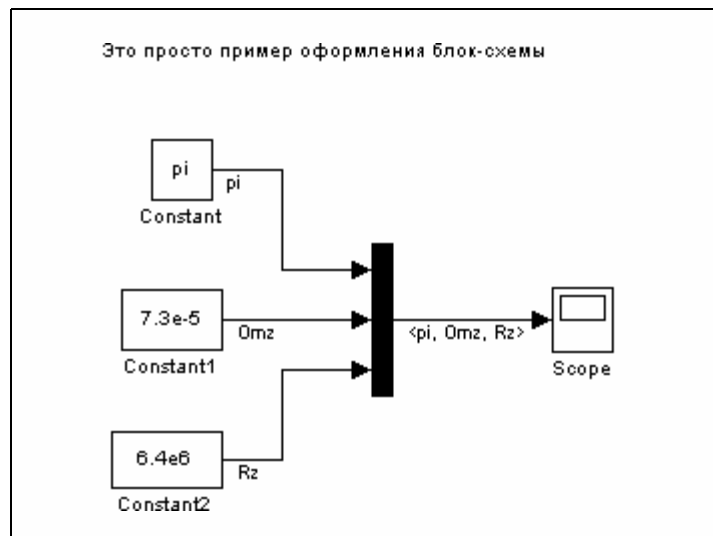 Это просто пример оформления блок-схемы
pi
pi
Constant
7.3e-5
Omz
Constant1
<pi, Omz, Rz>
Scope
6.4e6
Rz
Constant2